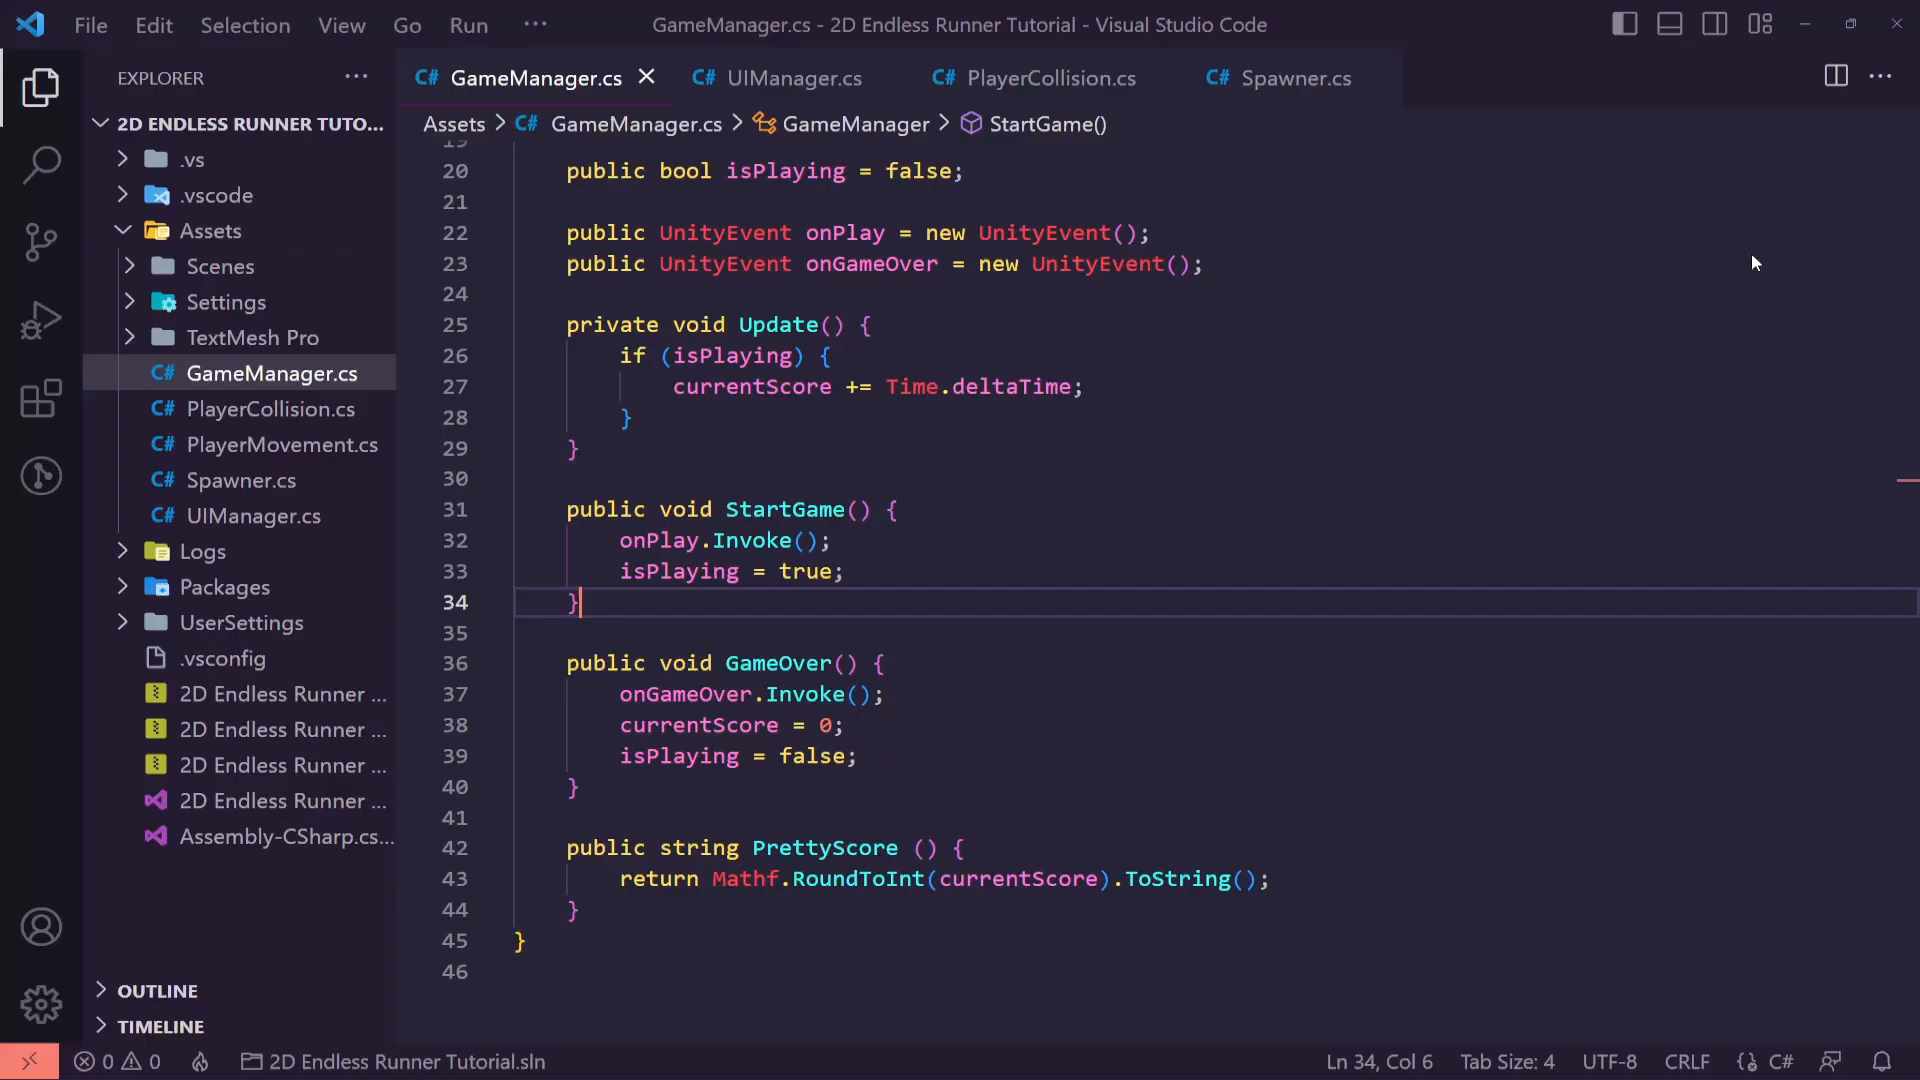 File Edit Selection View Go Run ··· GameManager.cs - 2D Endless Runner Tutorial - Visual Studio Code
EXPLORER ···
C# GameManager.cs C# UIManager.cs C# PlayerCollision.cs C# Spawner.cs
2D ENDLESS RUNNER TUTO...
.vs
.vscode
Assets
Scenes
Settings
TextMesh Pro
C# GameManager.cs
C# PlayerCollision.cs
C# PlayerMovement.cs
C# Spawner.cs
C# UIManager.cs
Logs
Packages
UserSettings
.vsconfig
2D Endless Runner ...
2D Endless Runner ...
2D Endless Runner ...
2D Endless Runner ...
Assembly-CSharp.cs...
OUTLINE
TIMELINE
Assets > C# GameManager.cs > GameManager > StartGame()
19
20 public bool isPlaying = false;
21
22 public UnityEvent onPlay = new UnityEvent();
23 public UnityEvent onGameOver = new UnityEvent();
24
25 private void Update() {
26 if (isPlaying) {
27 currentScore += Time.deltaTime;
28 }
29 }
30
31 public void StartGame() {
32 onPlay.Invoke();
33 isPlaying = true;
34 }
35
36 public void GameOver() {
37 onGameOver.Invoke();
38 currentScore = 0;
39 isPlaying = false;
40 }
41
42 public string PrettyScore () {
43 return Mathf.RoundToInt(currentScore).ToString();
44 }
45 }
46
0 0 2D Endless Runner Tutorial.sln Ln 34, Col 6 Tab Size: 4 UTF-8 CRLF C#